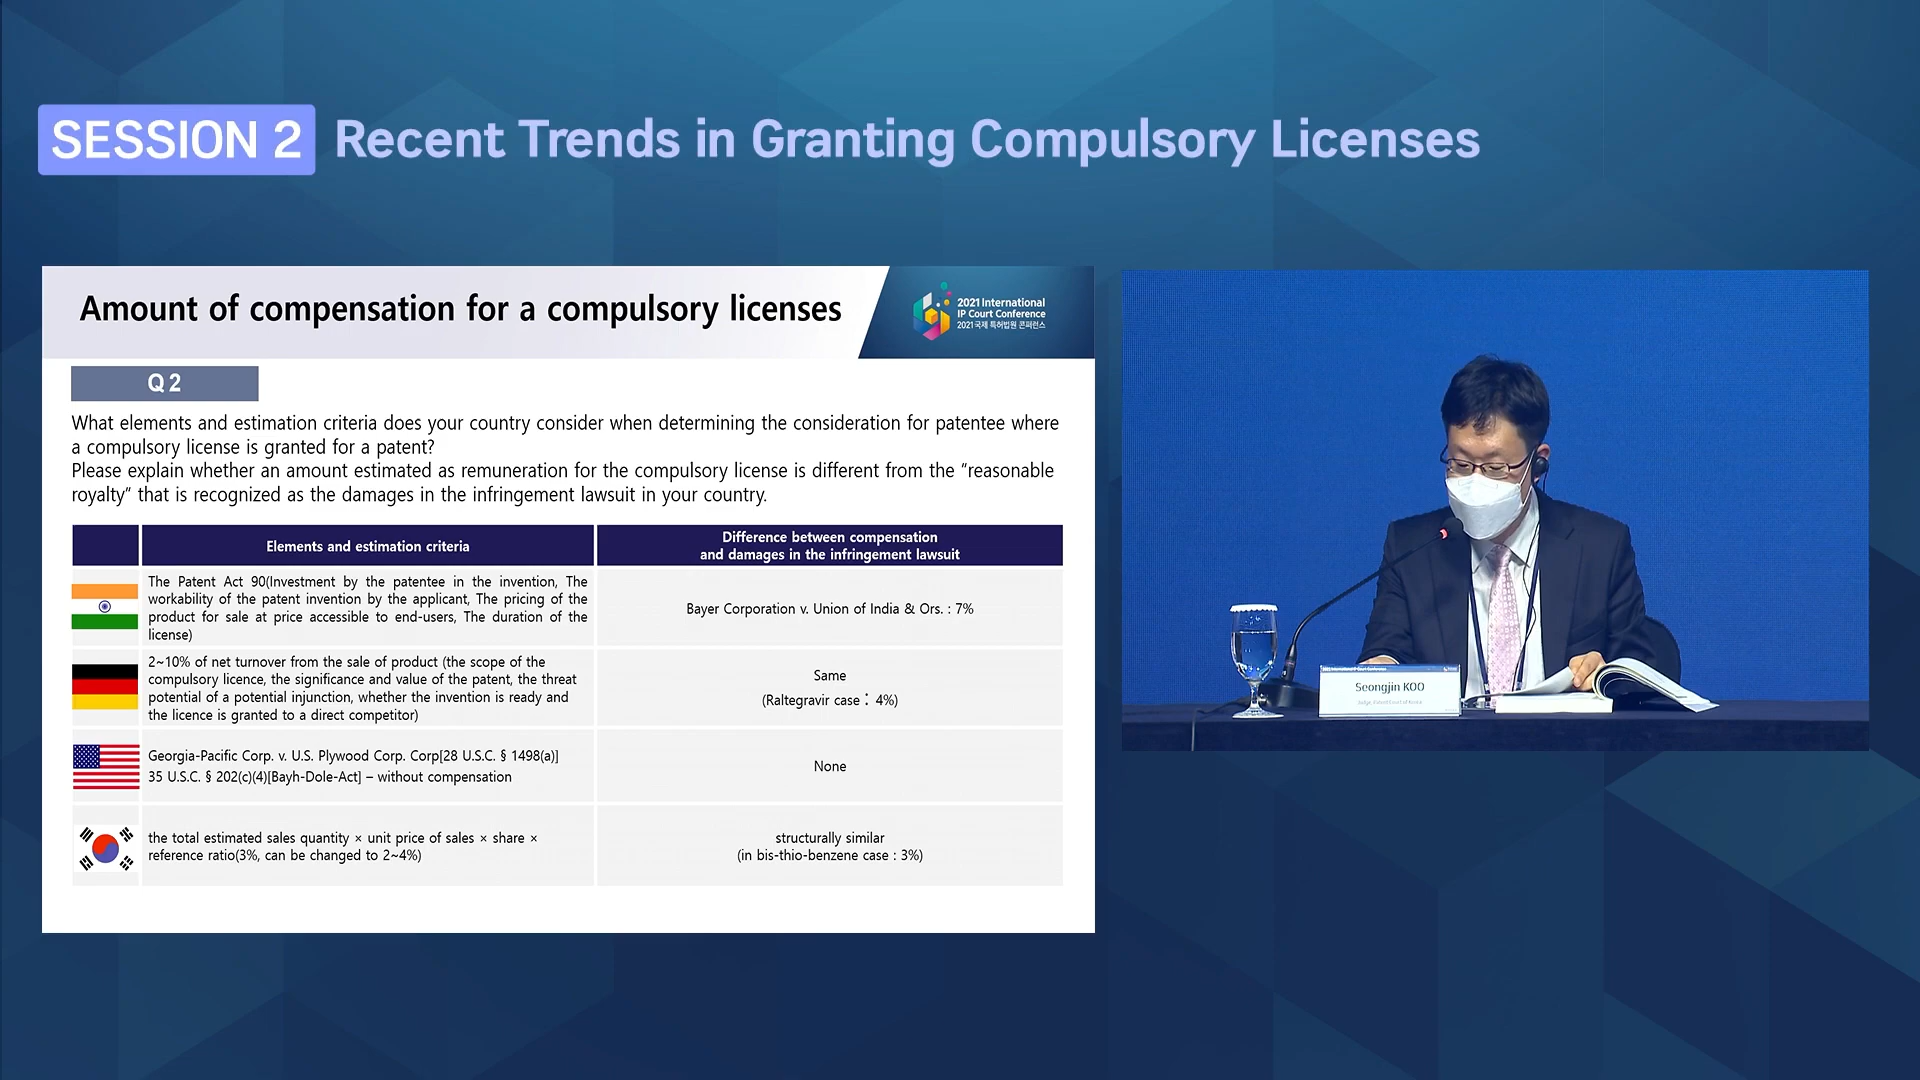 SESSION 2 Recent Trends in Granting Compulsory Licenses
Amount of compensation for a compulsory licenses
2021 International
IP Court Conference
2021 국제 특허법원 콘퍼런스
Q 2
What elements and estimation criteria does your country consider when determining the consideration for patentee where
a compulsory license is granted for a patent?
Please explain whether an amount estimated as remuneration for the compulsory license is different from the “reasonable
royalty” that is recognized as the damages in the infringement lawsuit in your country.
Elements and estimation criteria
Difference between compensation
and damages in the infringement lawsuit
The Patent Act 90(Investment by the patentee in the invention, The
workability of the patent invention by the applicant, The pricing of the
product for sale at price accessible to end-users, The duration of the
license)
Bayer Corporation v. Union of India & Ors. : 7%
2~10% of net turnover from the sale of product (the scope of the
compulsory licence, the significance and value of the patent, the threat
potential of a potential injunction, whether the invention is ready and
the licence is granted to a direct competitor)
Same
(Raltegravir case : 4%)
Georgia-Pacific Corp. v. U.S. Plywood Corp. Corp[28 U.S.C. § 1498(a)]
35 U.S.C. § 202(c)(4)[Bayh-Dole-Act] – without compensation
None
the total estimated sales quantity × unit price of sales × share ×
reference ratio(3%, can be changed to 2~4%)
structurally similar
(in bis-thio-benzene case : 3%)
Seongjin KOO
Judge, Patent Court of Korea